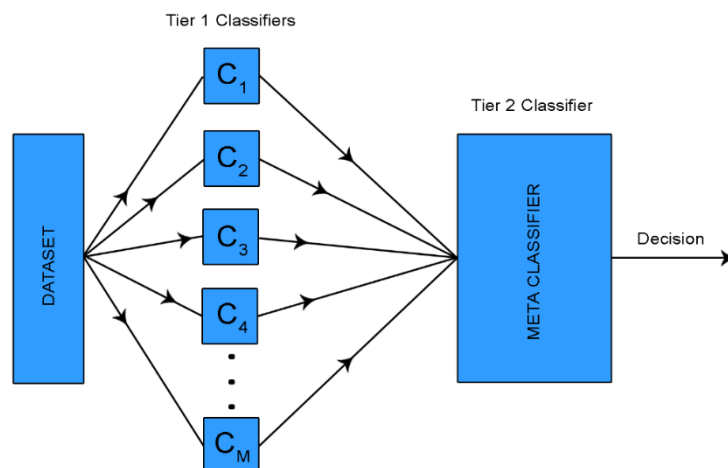 Tier 1 Classifiers
C1
C2
C3
C4
CM
DATASET
Tier 2 Classifier
META CLASSIFIER
Decision